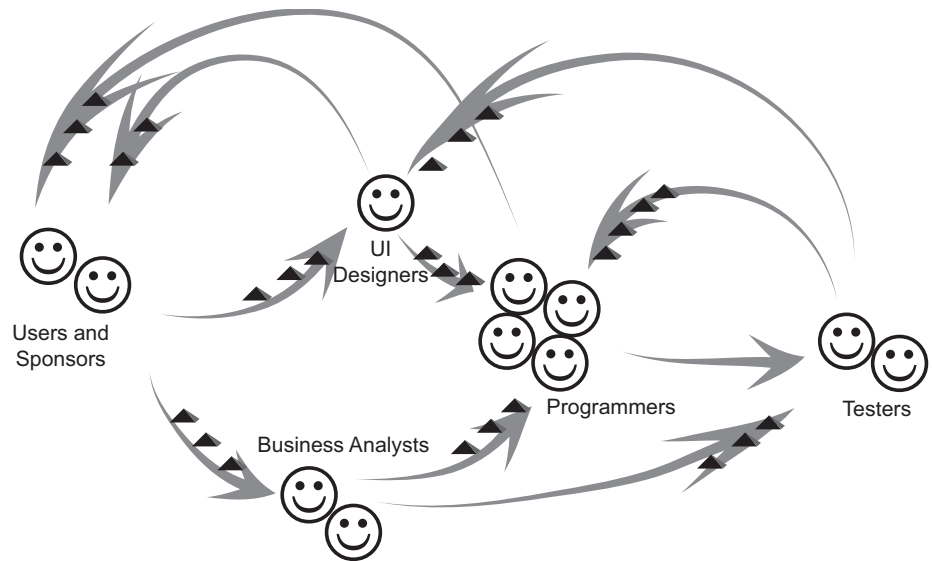 UI
Designers
Users and
Sponsors
Programmers
Testers
Business Analysts